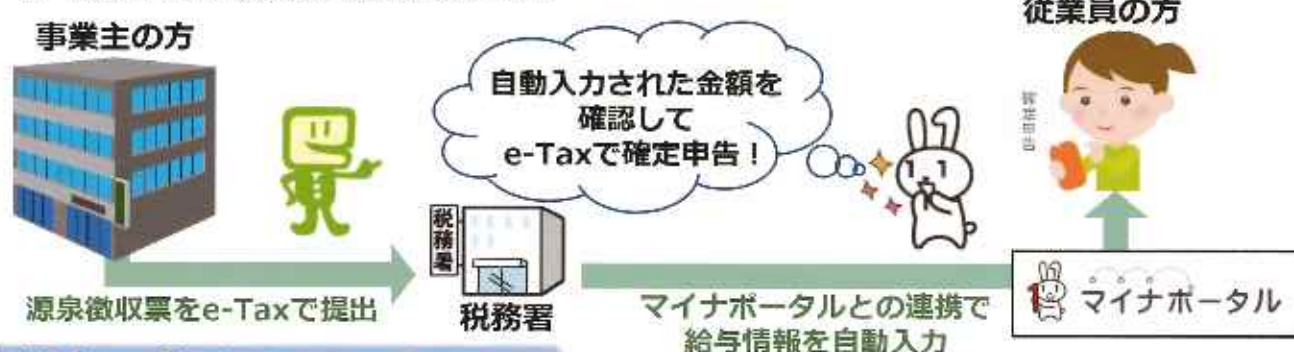 事業主の方
従業員の方
自動入力された金額を
確認して
e-Taxで確定申告！
確定申告
税務署
源泉徴収票をe-Taxで提出
税務署
マイナポータルとの連携で
給与情報を自動入力
マイナポータル